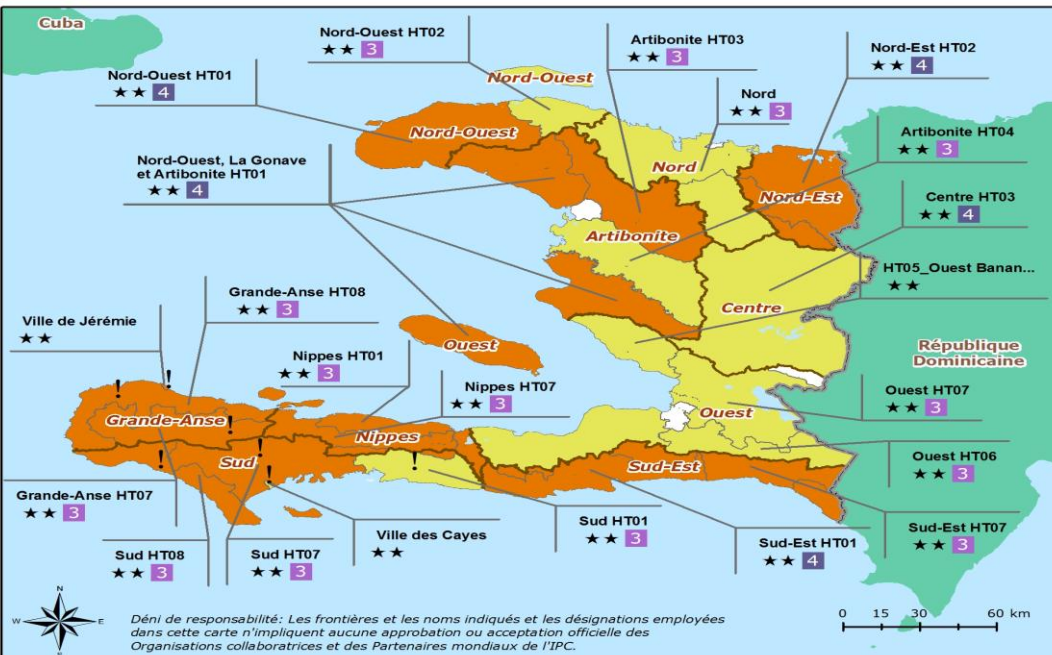 Cuba
Nord-Ouest HT02
★★ 3
Artibonite HT03
★★ 3
Nord-Est HT02
★★ 4
Nord-Ouest HT01
★★ 4
Nord-Ouest
Nord
★★ 3
Nord-Ouest
Artibonite HT04
★★ 3
Nord-Ouest, La Gonave
et Artibonite HT01
★★ 4
Nord
Nord-Est
Centre HT03
★★ 4
Artibonite
HT05_Ouest Banan...
★★
Grande-Anse HT08
★★ 3
Centre
Ville de Jérémie
★★
Ouest
République
Dominicaine
Nippes HT01
★★ 3
Nippes HT07
★★ 3
Ouest HT07
★★ 3
! !
Grande-Anse
!
Ouest
Nippes
!
Sud
! ! !
Sud-Est
Ouest HT06
★★ 3
Grande-Anse HT07
★★ 3
Sud HT08
★★ 3
Sud HT07
★★ 3
Ville des Cayes
★★
Sud HT01
★★ 3
Sud-Est HT01
★★ 4
Sud-Est HT07
★★ 3
N
W E
Déni de responsabilité: Les frontières et les noms indiqués et les désignations employées
dans cette carte n'impliquent aucune approbation ou acceptation officielle des
Organisations collaboratrices et des Partenaires mondiaux de l'IPC.
0 15 30 60 km